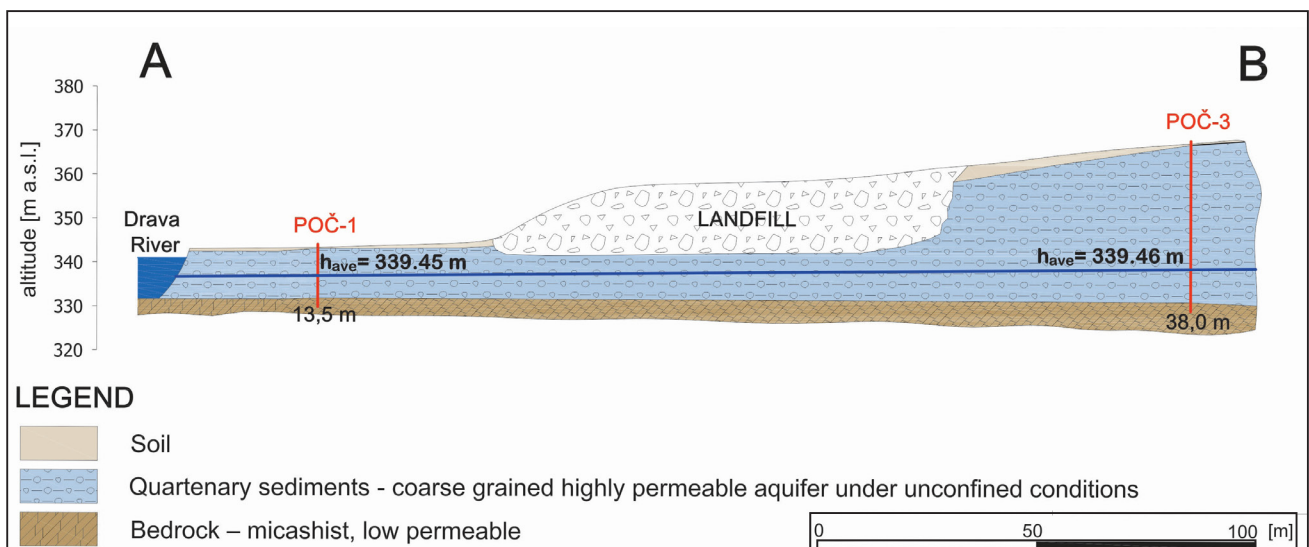 A
B
380
370
360
350
340
330
320
altitude [m a.s.l.]
Drava
River
POČ-1
POČ-3
LANDFILL
have= 339.45 m
have= 339.46 m
13,5 m
38,0 m
LEGEND
Soil
Quartenary sediments - coarse grained highly permeable aquifer under unconfined conditions
Bedrock – micashist, low permeable
0 50 100 [m]